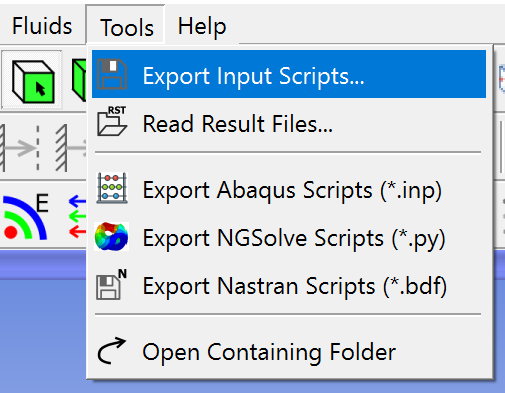 Fluids Tools Help
Export Input Scripts...
RST
Read Result Files...
E
Export Abaqus Scripts (*.inp)
Export NGSolve Scripts (*.py)
N
Export Nastran Scripts (*.bdf)
Open Containing Folder